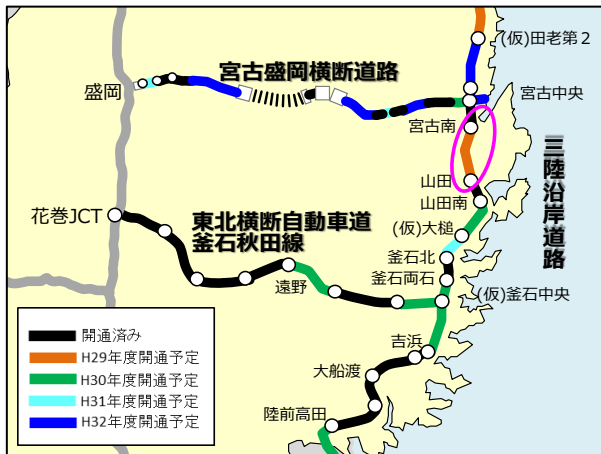 (仮)田老第２
宮古盛岡横断道路
盛岡
宮古中央
宮古南
三陸沿岸道路
山田
山田南
花巻JCT
東北横断自動車道
釜石秋田線
(仮)大槌
釜石北
釜石両石
遠野
(仮)釜石中央
吉浜
大船渡
陸前高田
開通済み
H29年度開通予定
H30年度開通予定
H31年度開通予定
H32年度開通予定